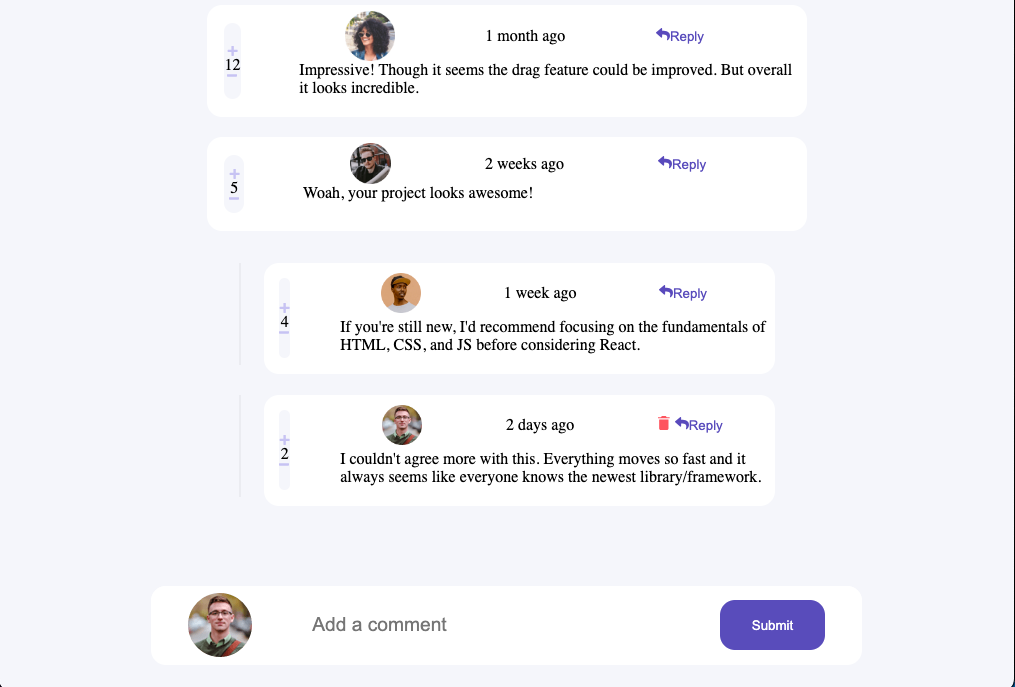 +
1 month ago
Reply
12
Impressive! Though it seems the drag feature could be improved. But overall
it looks incredible.
2 weeks ago
Reply
+
5
Woah, your project looks awesome!
1 week ago
Reply
+
4
If you're still new, I'd recommend focusing on the fundamentals of
HTML, CSS, and JS before considering React.
2 days ago
Reply
+
2
I couldn't agree more with this. Everything moves so fast and it
always seems like everyone knows the newest library/framework.
Add a comment
Submit